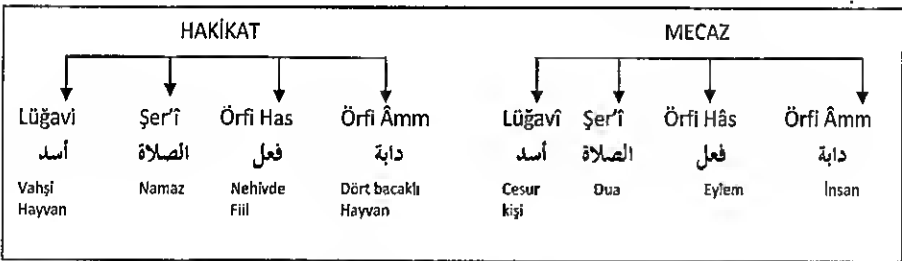 HAKİKAT MECAZ
Lüğavi Şer'î Örfi Has Örfi Âmm Lüğavî Şer'î Örfi Hâs Örfi Âmm
أسد الصلاة فعل دابة أسد الصلاة فعل دابة
Vahşi Namaz Nehivde Dört bacaklı Cesur Dua Eylem İnsan
Hayvan Fiil Hayvan kişi